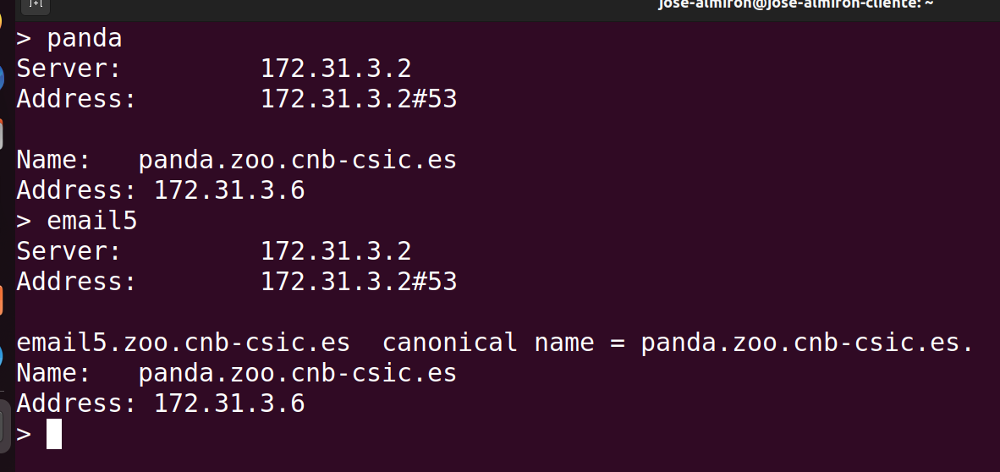 jose-almiron@jose-almiron-cliente: ~
> panda
Server: 172.31.3.2
Address: 172.31.3.2#53
Name: panda.zoo.cnb-csic.es
Address: 172.31.3.6
> email5
Server: 172.31.3.2
Address: 172.31.3.2#53
email5.zoo.cnb-csic.es canonical name = panda.zoo.cnb-csic.es.
Name: panda.zoo.cnb-csic.es
Address: 172.31.3.6
>